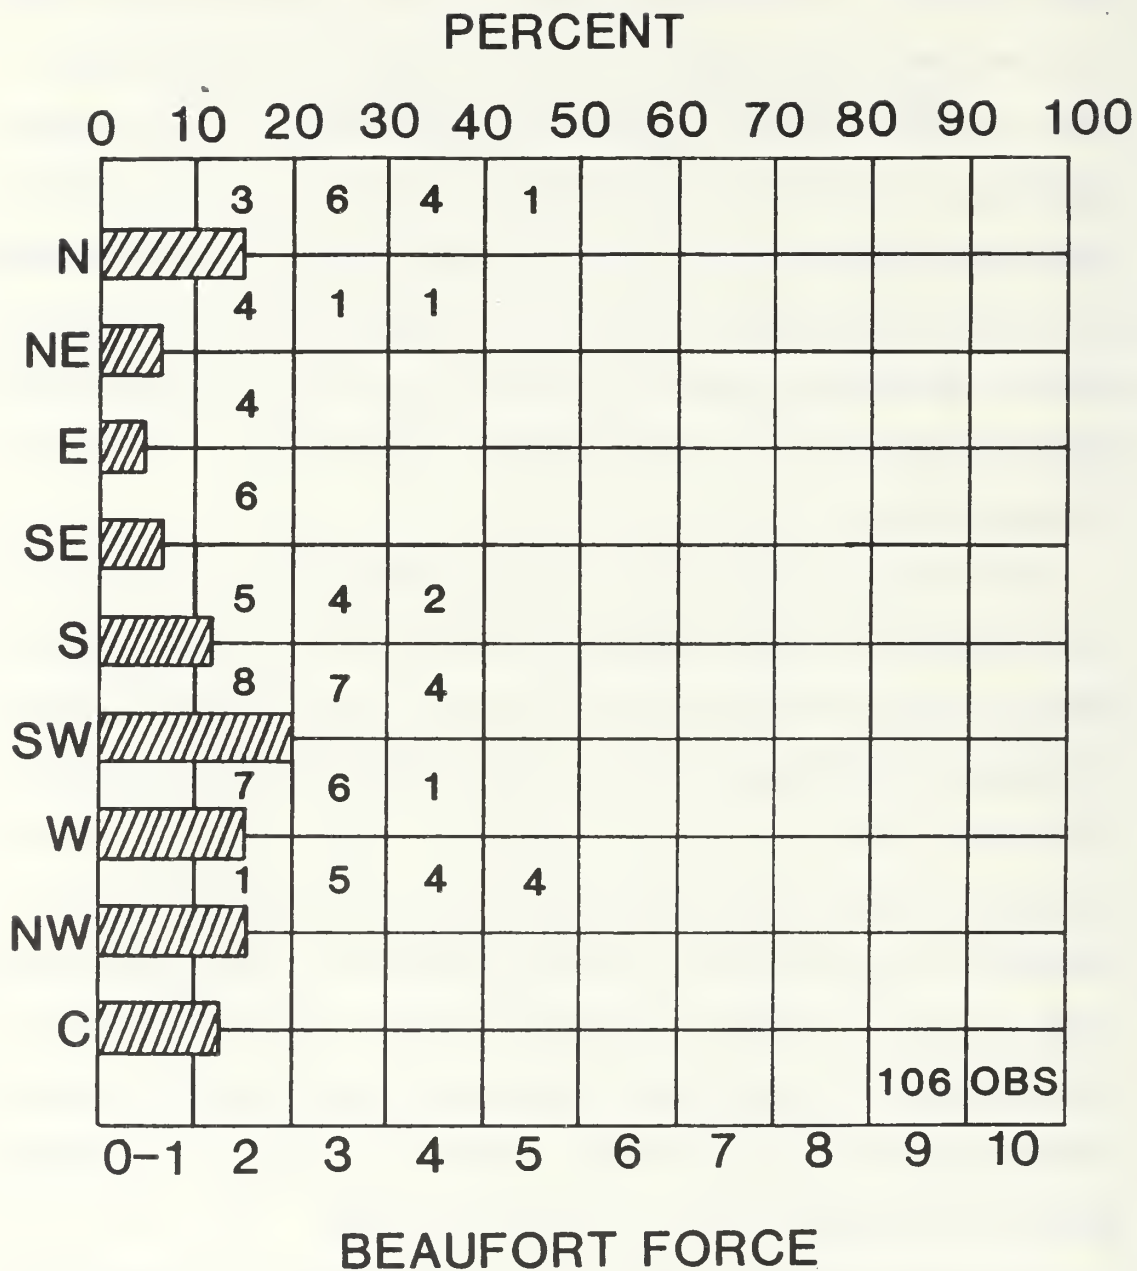 PERCENT
0 10 20 30 40 50 60 70 80 90 100
3 6 4 1
N
4 1 1
NE
4
E
6
SE
5 4 2
S
8 7 4
SW
7 6 1
W
1 5 4 4
NW
C
106 OBS
0-1 2 3 4 5 6 7 8 9 10
BEAUFORT FORCE